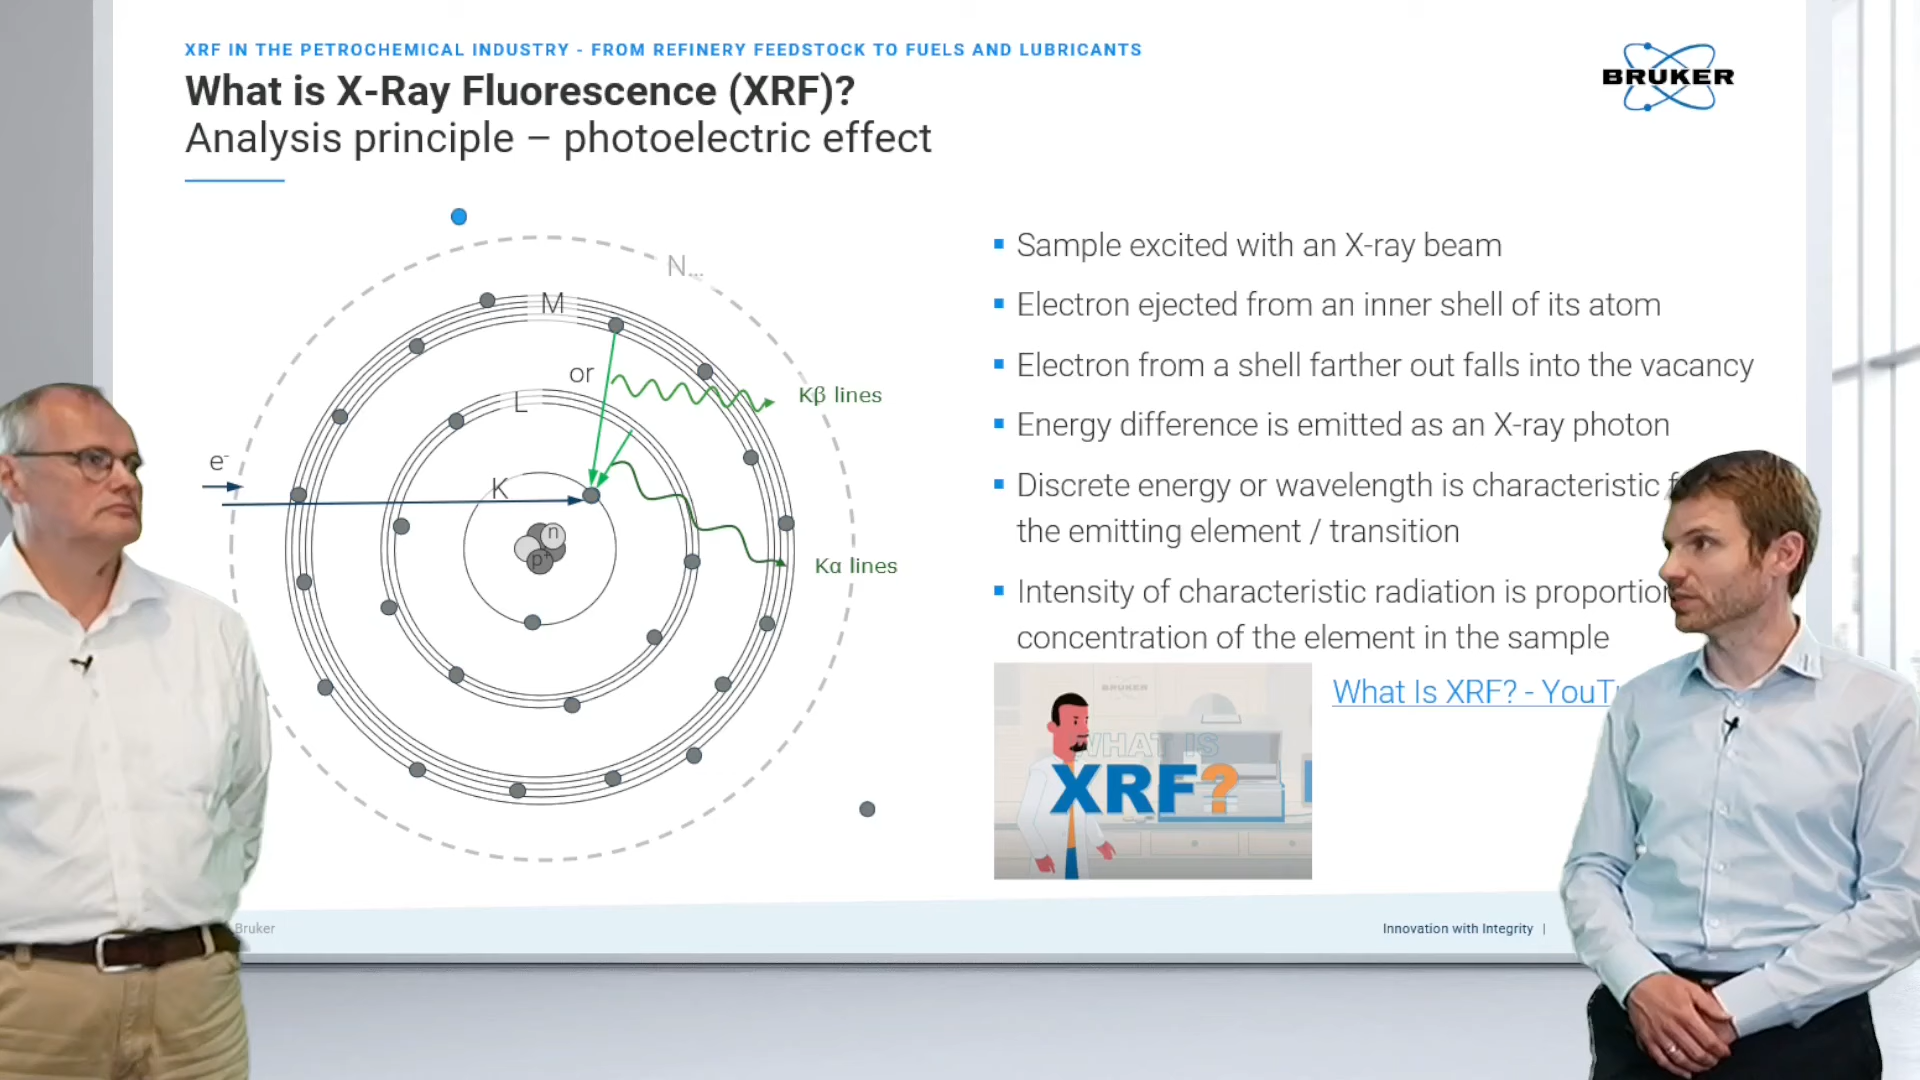 XRF IN THE PETROCHEMICAL INDUSTRY - FROM REFINERY FEEDSTOCK TO FUELS AND LUBRICANTS
What is X-Ray Fluorescence (XRF)?
Analysis principle – photoelectric effect
BRUKER
N...
M
or
Kβ lines
L
e⁻
K
n
p⁺
Kα lines
▪ Sample excited with an X-ray beam
▪ Electron ejected from an inner shell of its atom
▪ Electron from a shell farther out falls into the vacancy
▪ Energy difference is emitted as an X-ray photon
▪ Discrete energy or wavelength is characteristic
the emitting element / transition
▪ Intensity of characteristic radiation is
concentration of the element in the sample
BRUKER
WHAT IS
XRF?
What Is XRF? -
Bruker
Innovation with Integrity |